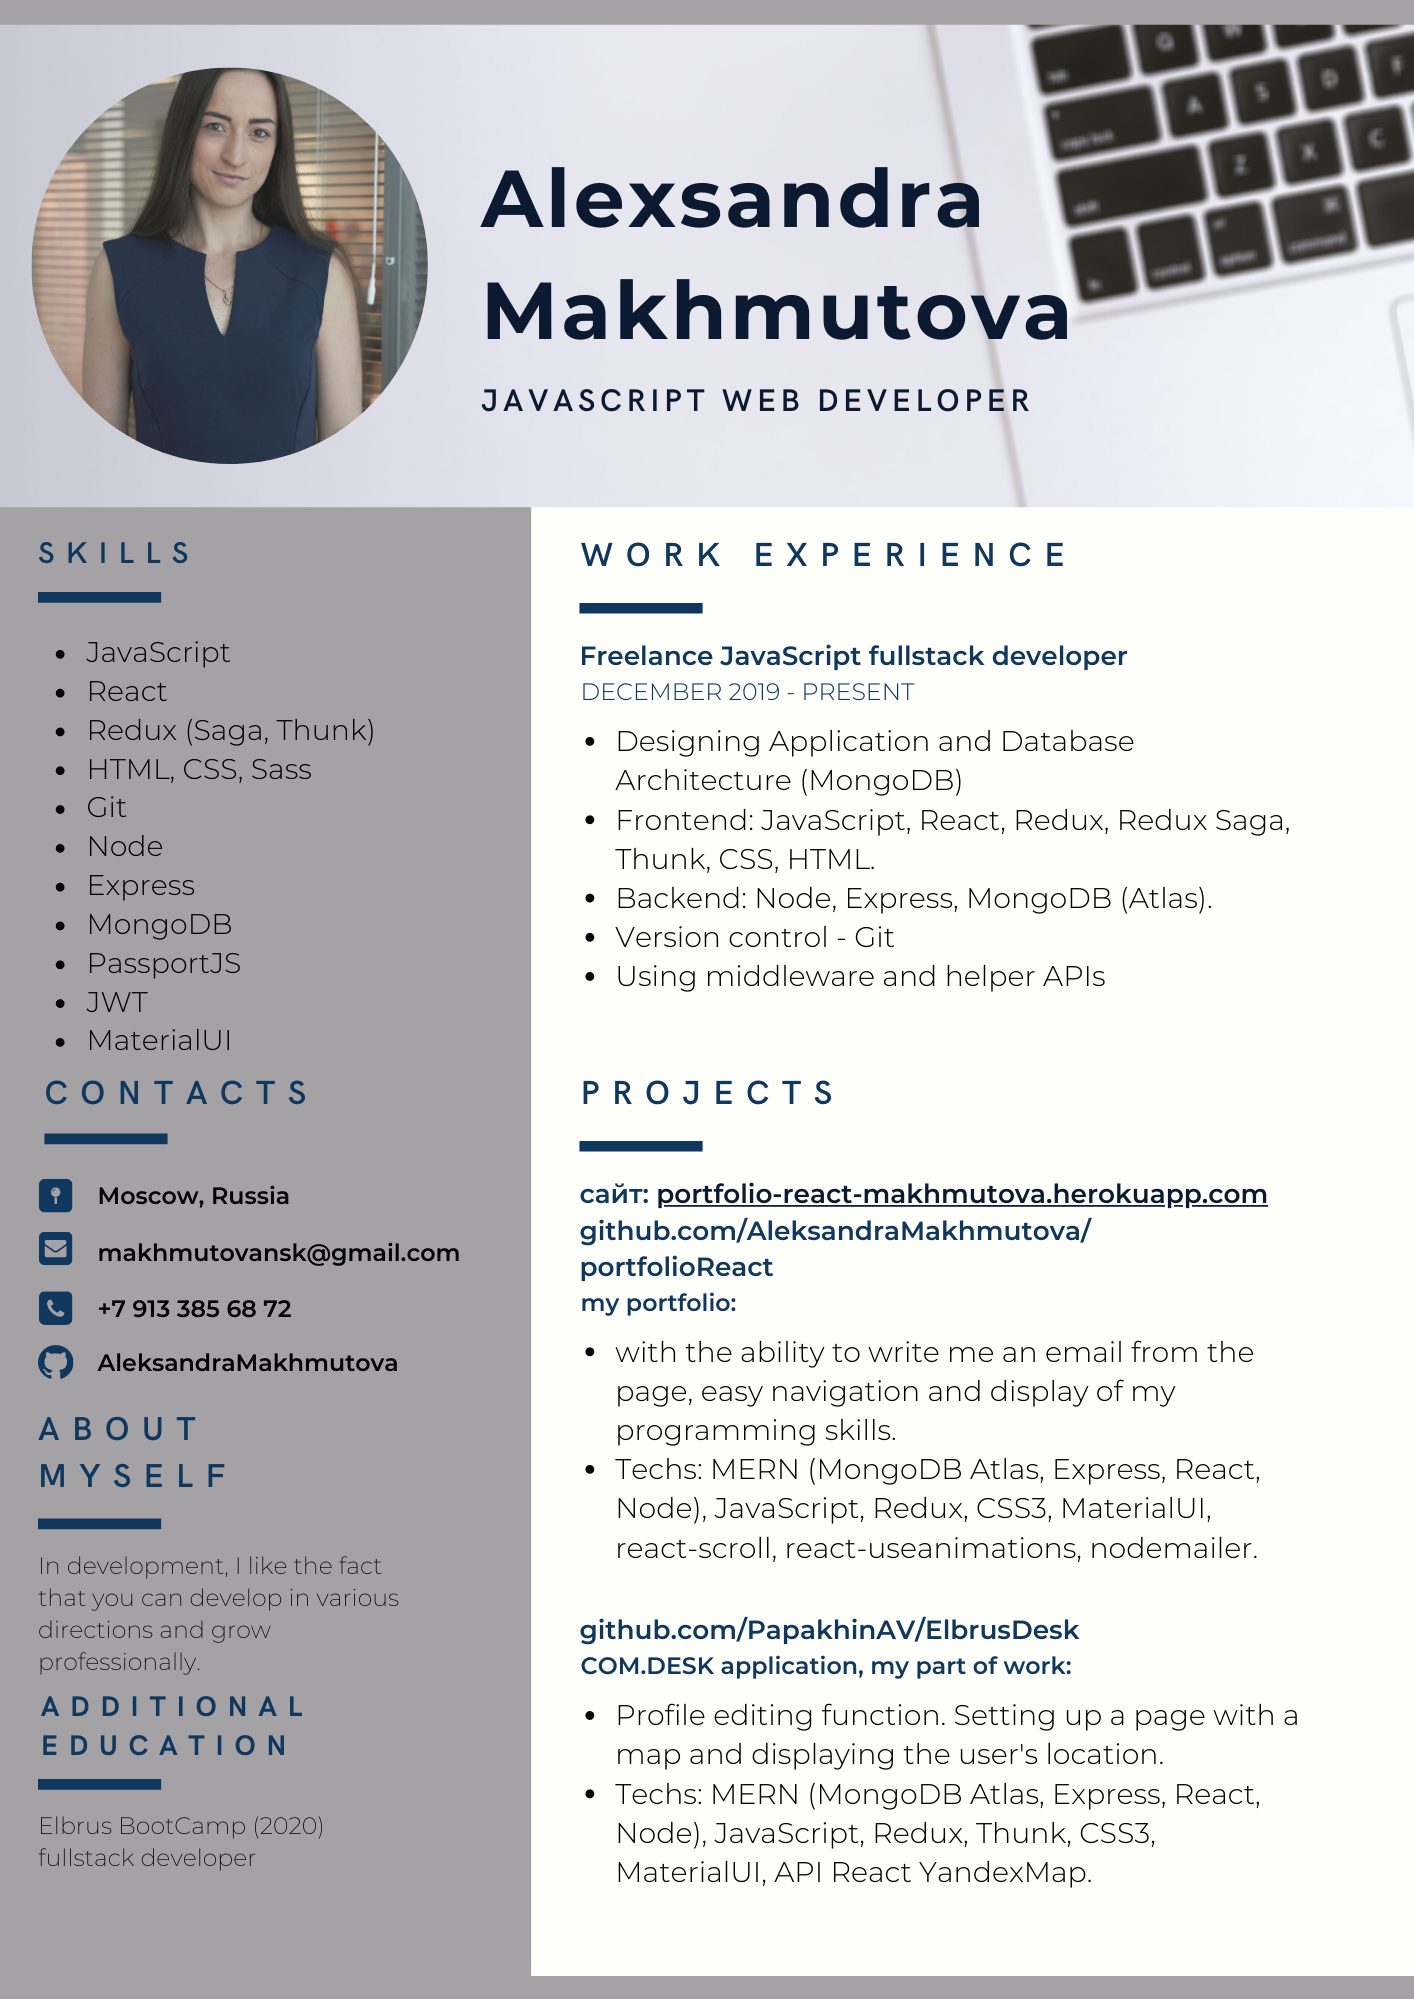 Alexsandra
Makhmutova
JAVASCRIPT WEB DEVELOPER
SKILLS
JavaScript
React
Redux (Saga, Thunk)
HTML, CSS, Sass
Git
Node
Express
MongoDB
PassportJS
JWT
MaterialUI
CONTACTS
Moscow, Russia
makhmutovansk@gmail.com
+7 913 385 68 72
AleksandraMakhmutova
ABOUT
MYSELF
In development, I like the fact
that you can develop in various
directions and grow
professionally.
ADDITIONAL
EDUCATION
Elbrus BootCamp (2020)
fullstack developer
WORK EXPERIENCE
Freelance JavaScript fullstack developer
DECEMBER 2019 - PRESENT
Designing Application and Database
Architecture (MongoDB)
Frontend: JavaScript, React, Redux, Redux Saga,
Thunk, CSS, HTML.
Backend: Node, Express, MongoDB (Atlas).
Version control - Git
Using middleware and helper APIs
PROJECTS
сайт: portfolio-react-makhmutova.herokuapp.com
github.com/AleksandraMakhmutova/
portfolioReact
my portfolio:
with the ability to write me an email from the
page, easy navigation and display of my
programming skills.
Techs: MERN (MongoDB Atlas, Express, React,
Node), JavaScript, Redux, CSS3, MaterialUI,
react-scroll, react-useanimations, nodemailer.
github.com/PapakhinAV/ElbrusDesk
COM.DESK application, my part of work:
Profile editing function. Setting up a page with a
map and displaying the user's location.
Techs: MERN (MongoDB Atlas, Express, React,
Node), JavaScript, Redux, Thunk, CSS3,
MaterialUI, API React YandexMap.